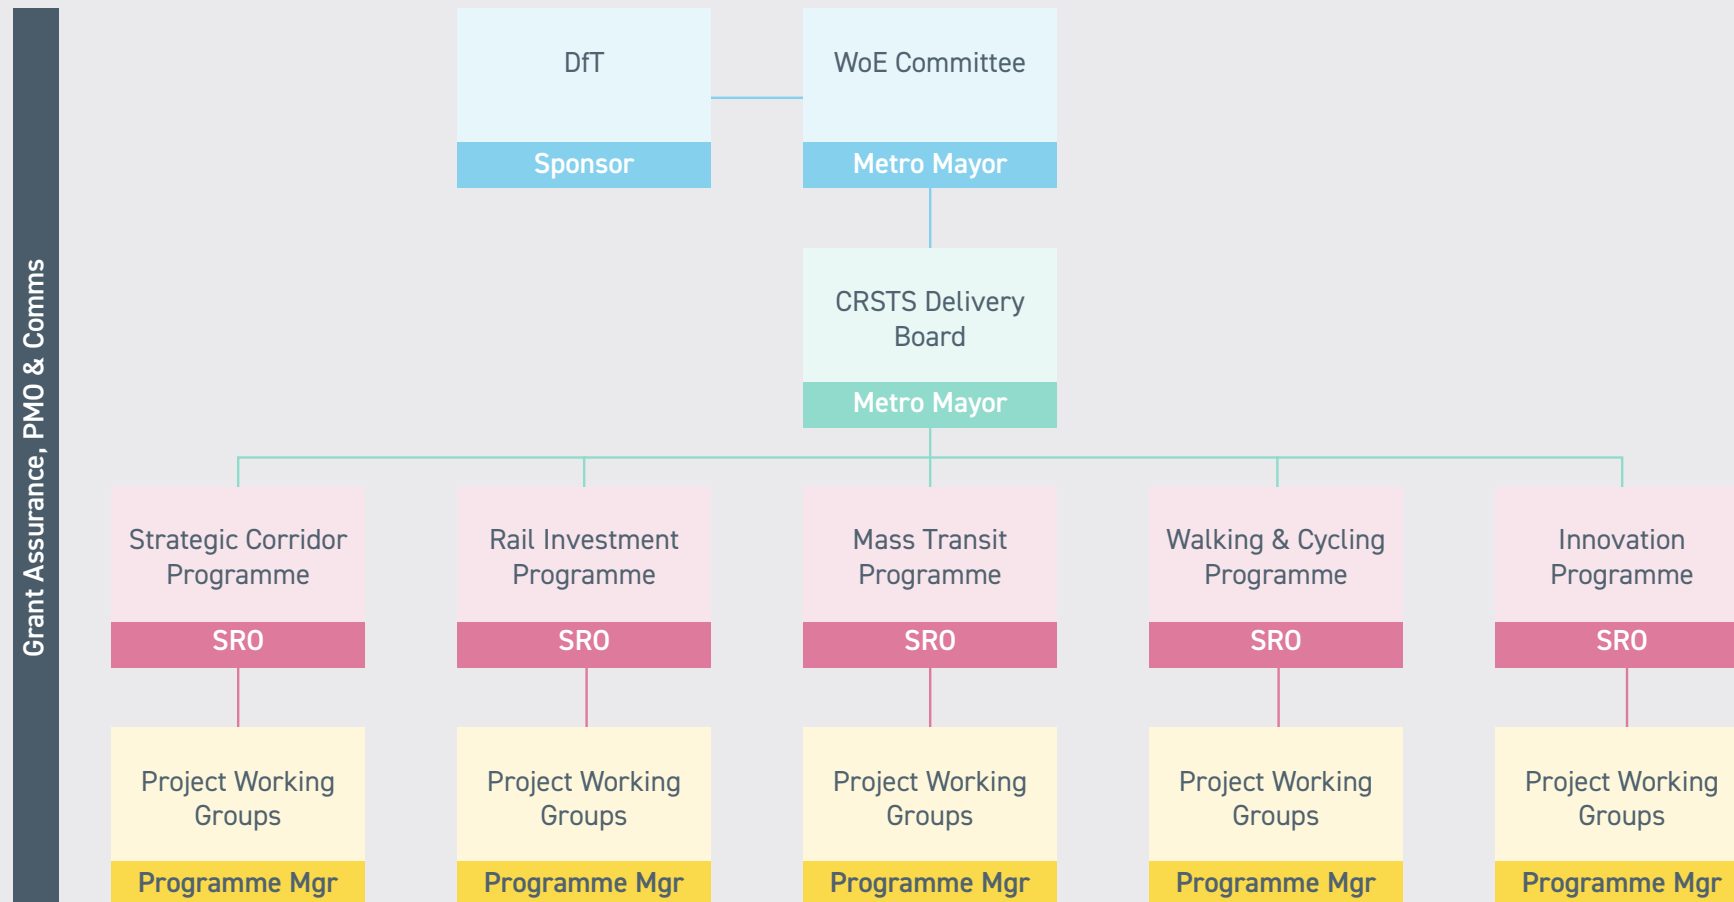 Grant Assurance, PMO & Comms
DfT
Sponsor
WoE Committee
Metro Mayor
CRSTS Delivery
Board
Metro Mayor
Strategic Corridor
Programme
SRO
Rail Investment
Programme
SRO
Mass Transit
Programme
SRO
Walking & Cycling
Programme
SRO
Innovation
Programme
SRO
Project Working
Groups
Programme Mgr
Project Working
Groups
Programme Mgr
Project Working
Groups
Programme Mgr
Project Working
Groups
Programme Mgr
Project Working
Groups
Programme Mgr